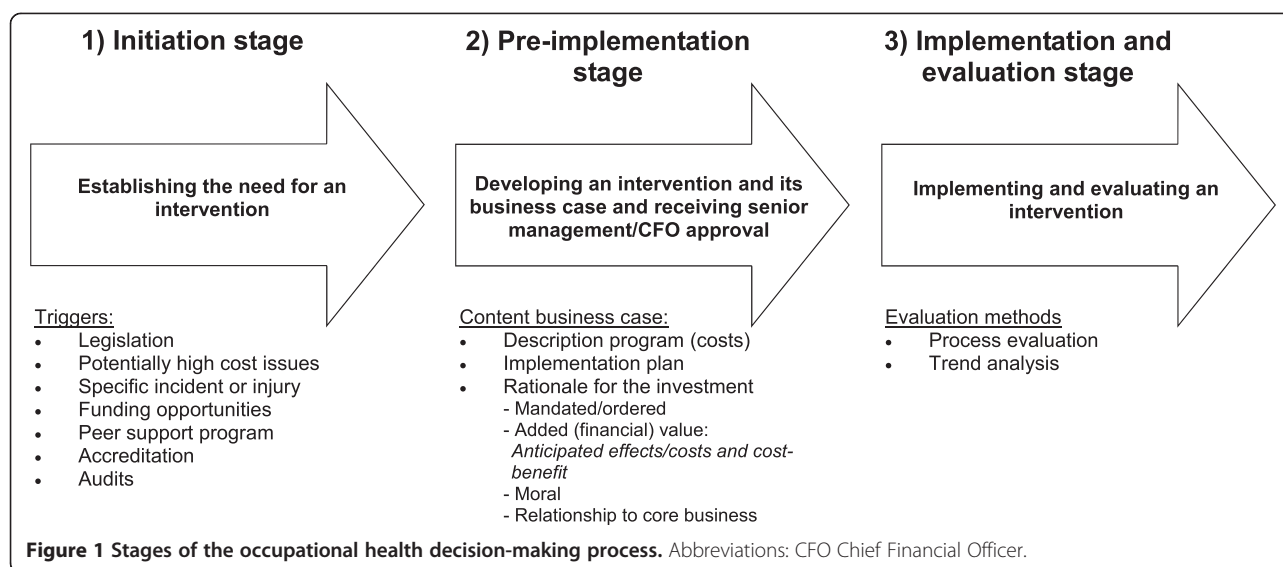 1) Initiation stage
Establishing the need for an
intervention
Triggers:
• Legislation
• Potentially high cost issues
• Specific incident or injury
• Funding opportunities
• Peer support program
• Accreditation
• Audits
2) Pre-implementation
stage
Developing an intervention and its
business case and receiving senior
management/CFO approval
Content business case:
• Description program (costs)
• Implementation plan
• Rationale for the investment
- Mandated/ordered
- Added (financial) value:
Anticipated effects/costs and cost-
benefit
- Moral
- Relationship to core business
3) Implementation and
evaluation stage
Implementing and evaluating an
intervention
Evaluation methods
• Process evaluation
• Trend analysis
Figure 1 Stages of the occupational health decision-making process. Abbreviations: CFO Chief Financial Officer.